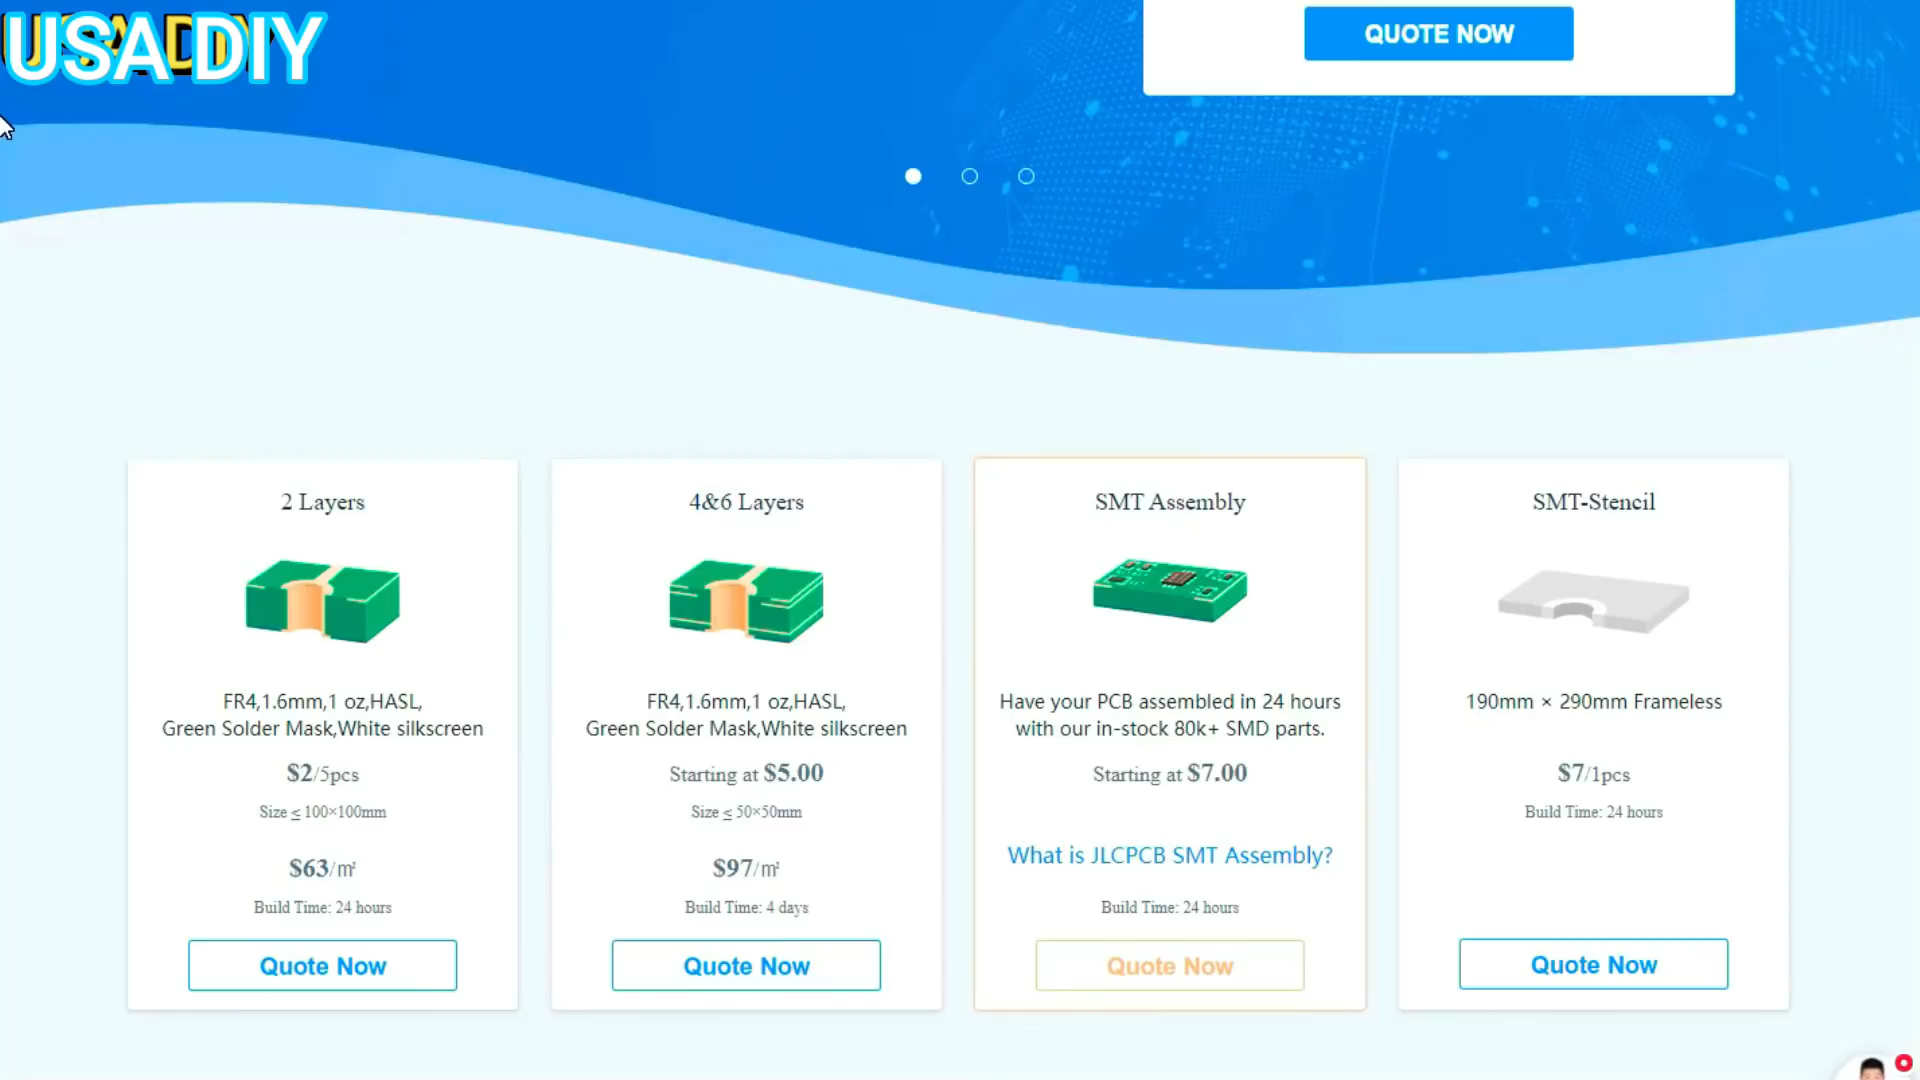 USA DIY
QUOTE NOW
2 Layers
FR4,1.6mm,1 oz,HASL,
Green Solder Mask,White silkscreen
$2/5pcs
Size ≤ 100×100mm
$63/㎡
Build Time: 24 hours
Quote Now
4&6 Layers
FR4,1.6mm,1 oz,HASL,
Green Solder Mask,White silkscreen
Starting at $5.00
Size ≤ 50×50mm
$97/㎡
Build Time: 4 days
Quote Now
SMT Assembly
Have your PCB assembled in 24 hours
with our in-stock 80k+ SMD parts.
Starting at $7.00
What is JLCPCB SMT Assembly?
Build Time: 24 hours
Quote Now
SMT-Stencil
190mm × 290mm Frameless
$7/1pcs
Build Time: 24 hours
Quote Now